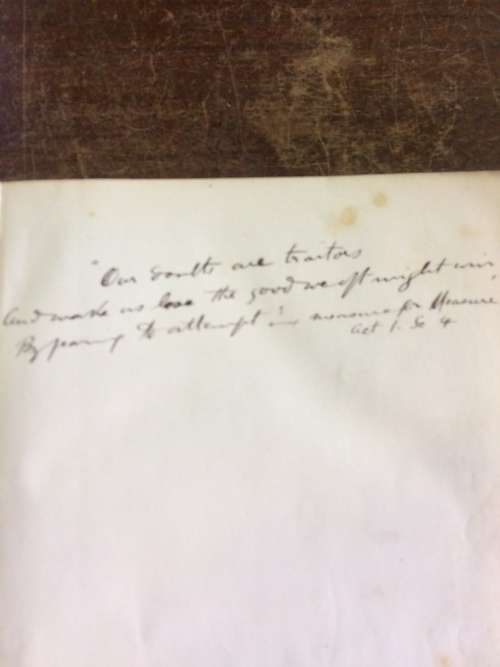 "Our doubts are traitors
And make us lose the good we oft might win
By fearing to attempt" in measure for Measure
Act 1. Sc 4